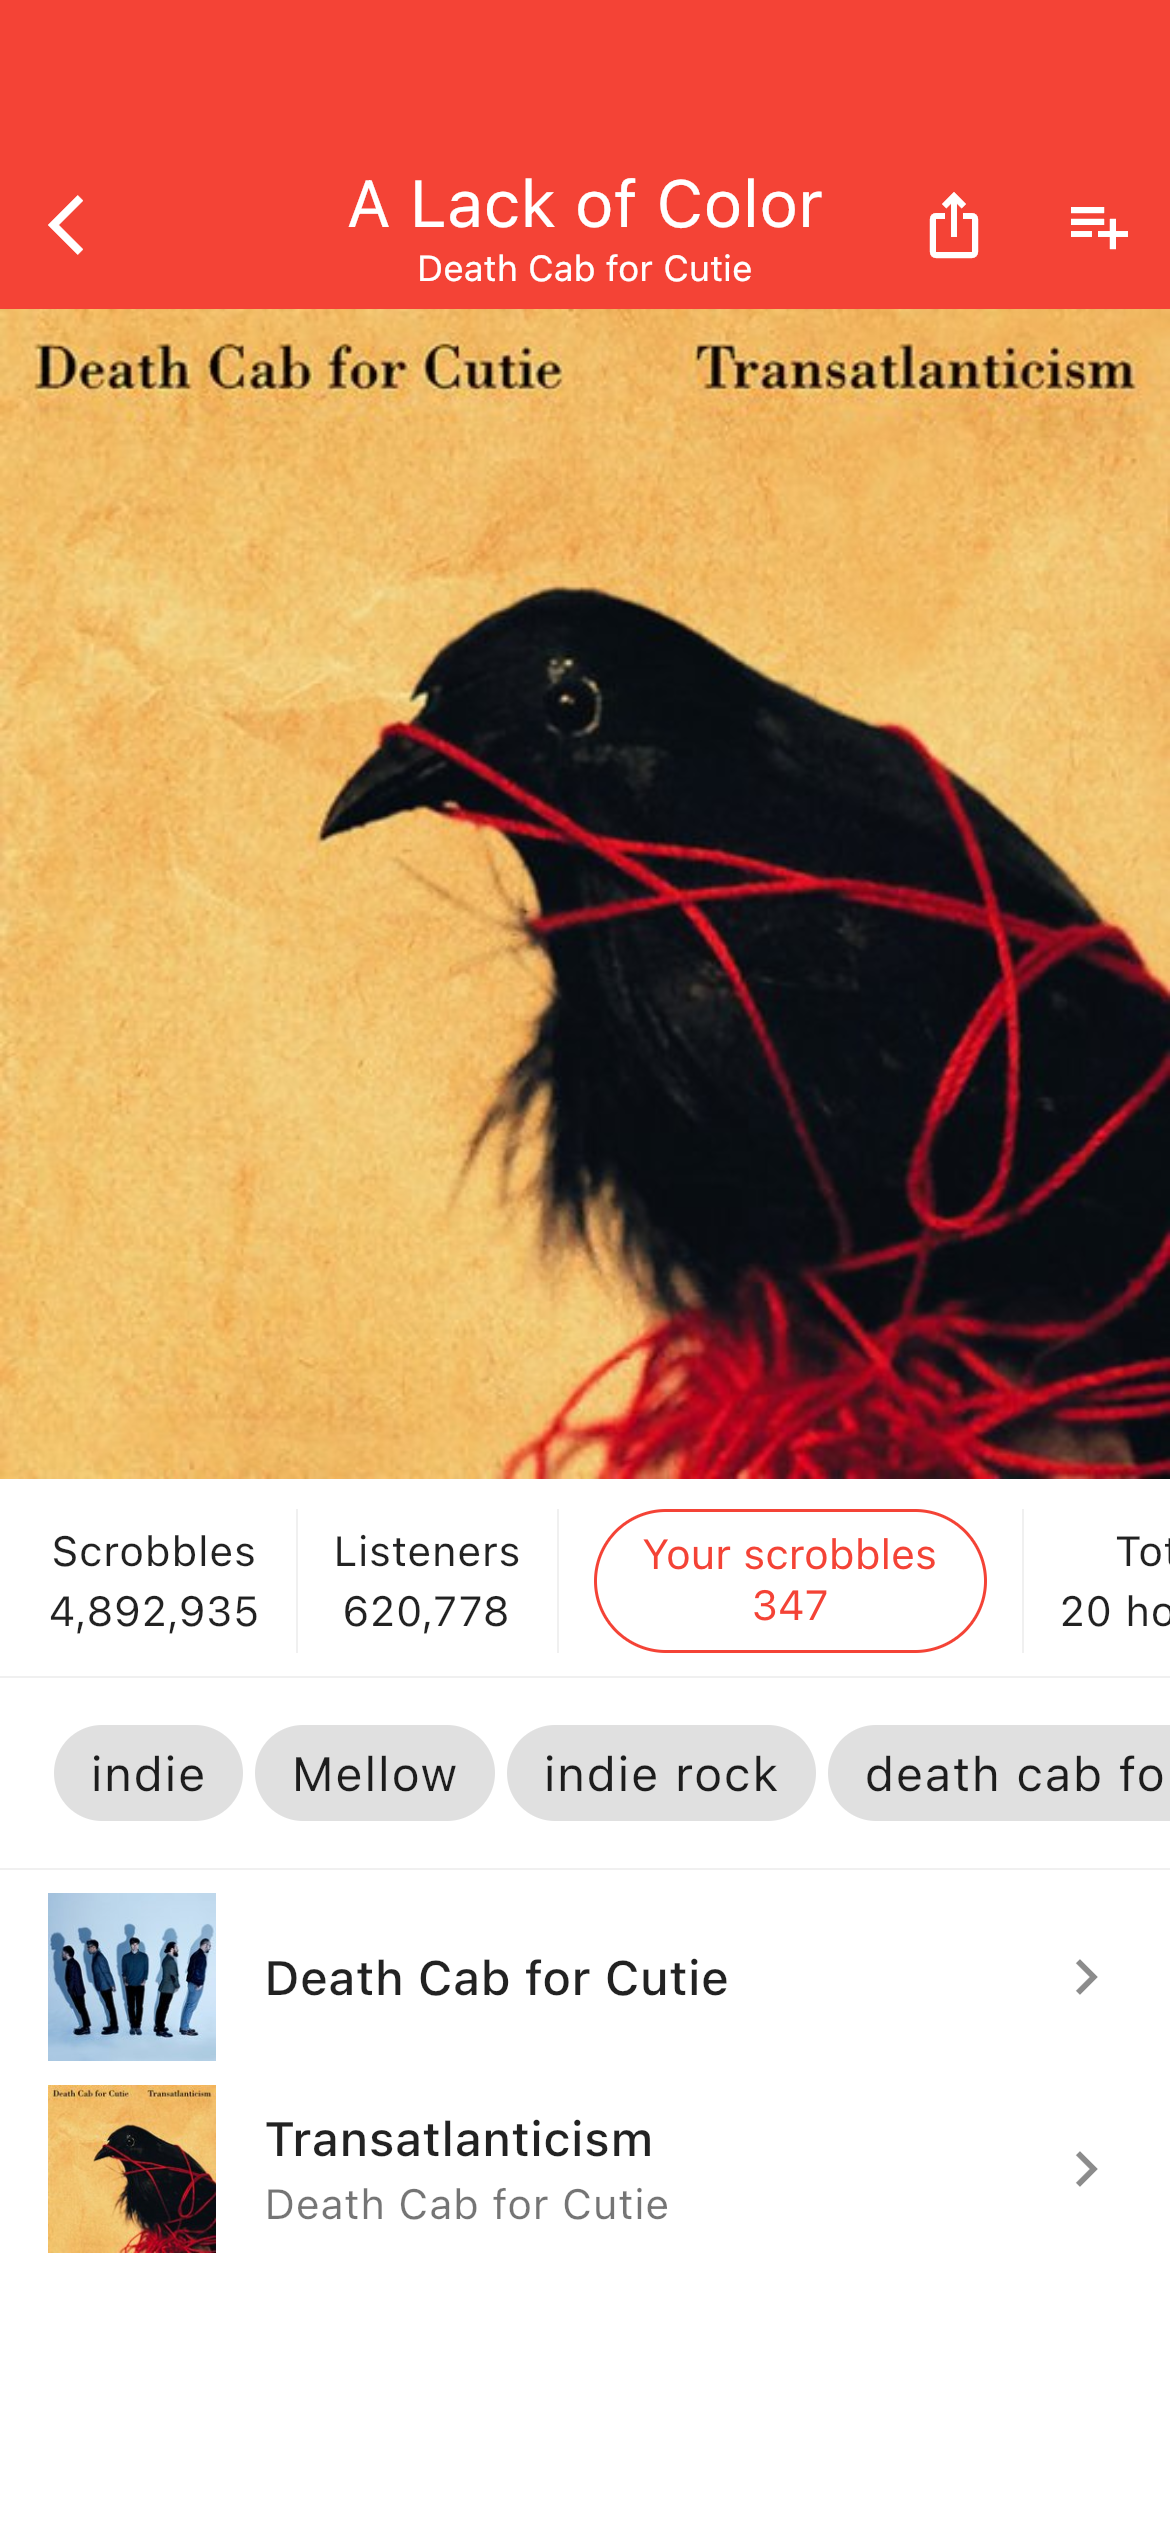 A Lack of Color
Death Cab for Cutie
Death Cab for Cutie Transatlanticism
Scrobbles
4,892,935
Listeners
620,778
Your scrobbles
347
Tot
20 ho
indie
Mellow
indie rock
death cab fo
Death Cab for Cutie
Death Cab for Cutie Transatlanticism
Transatlanticism
Death Cab for Cutie